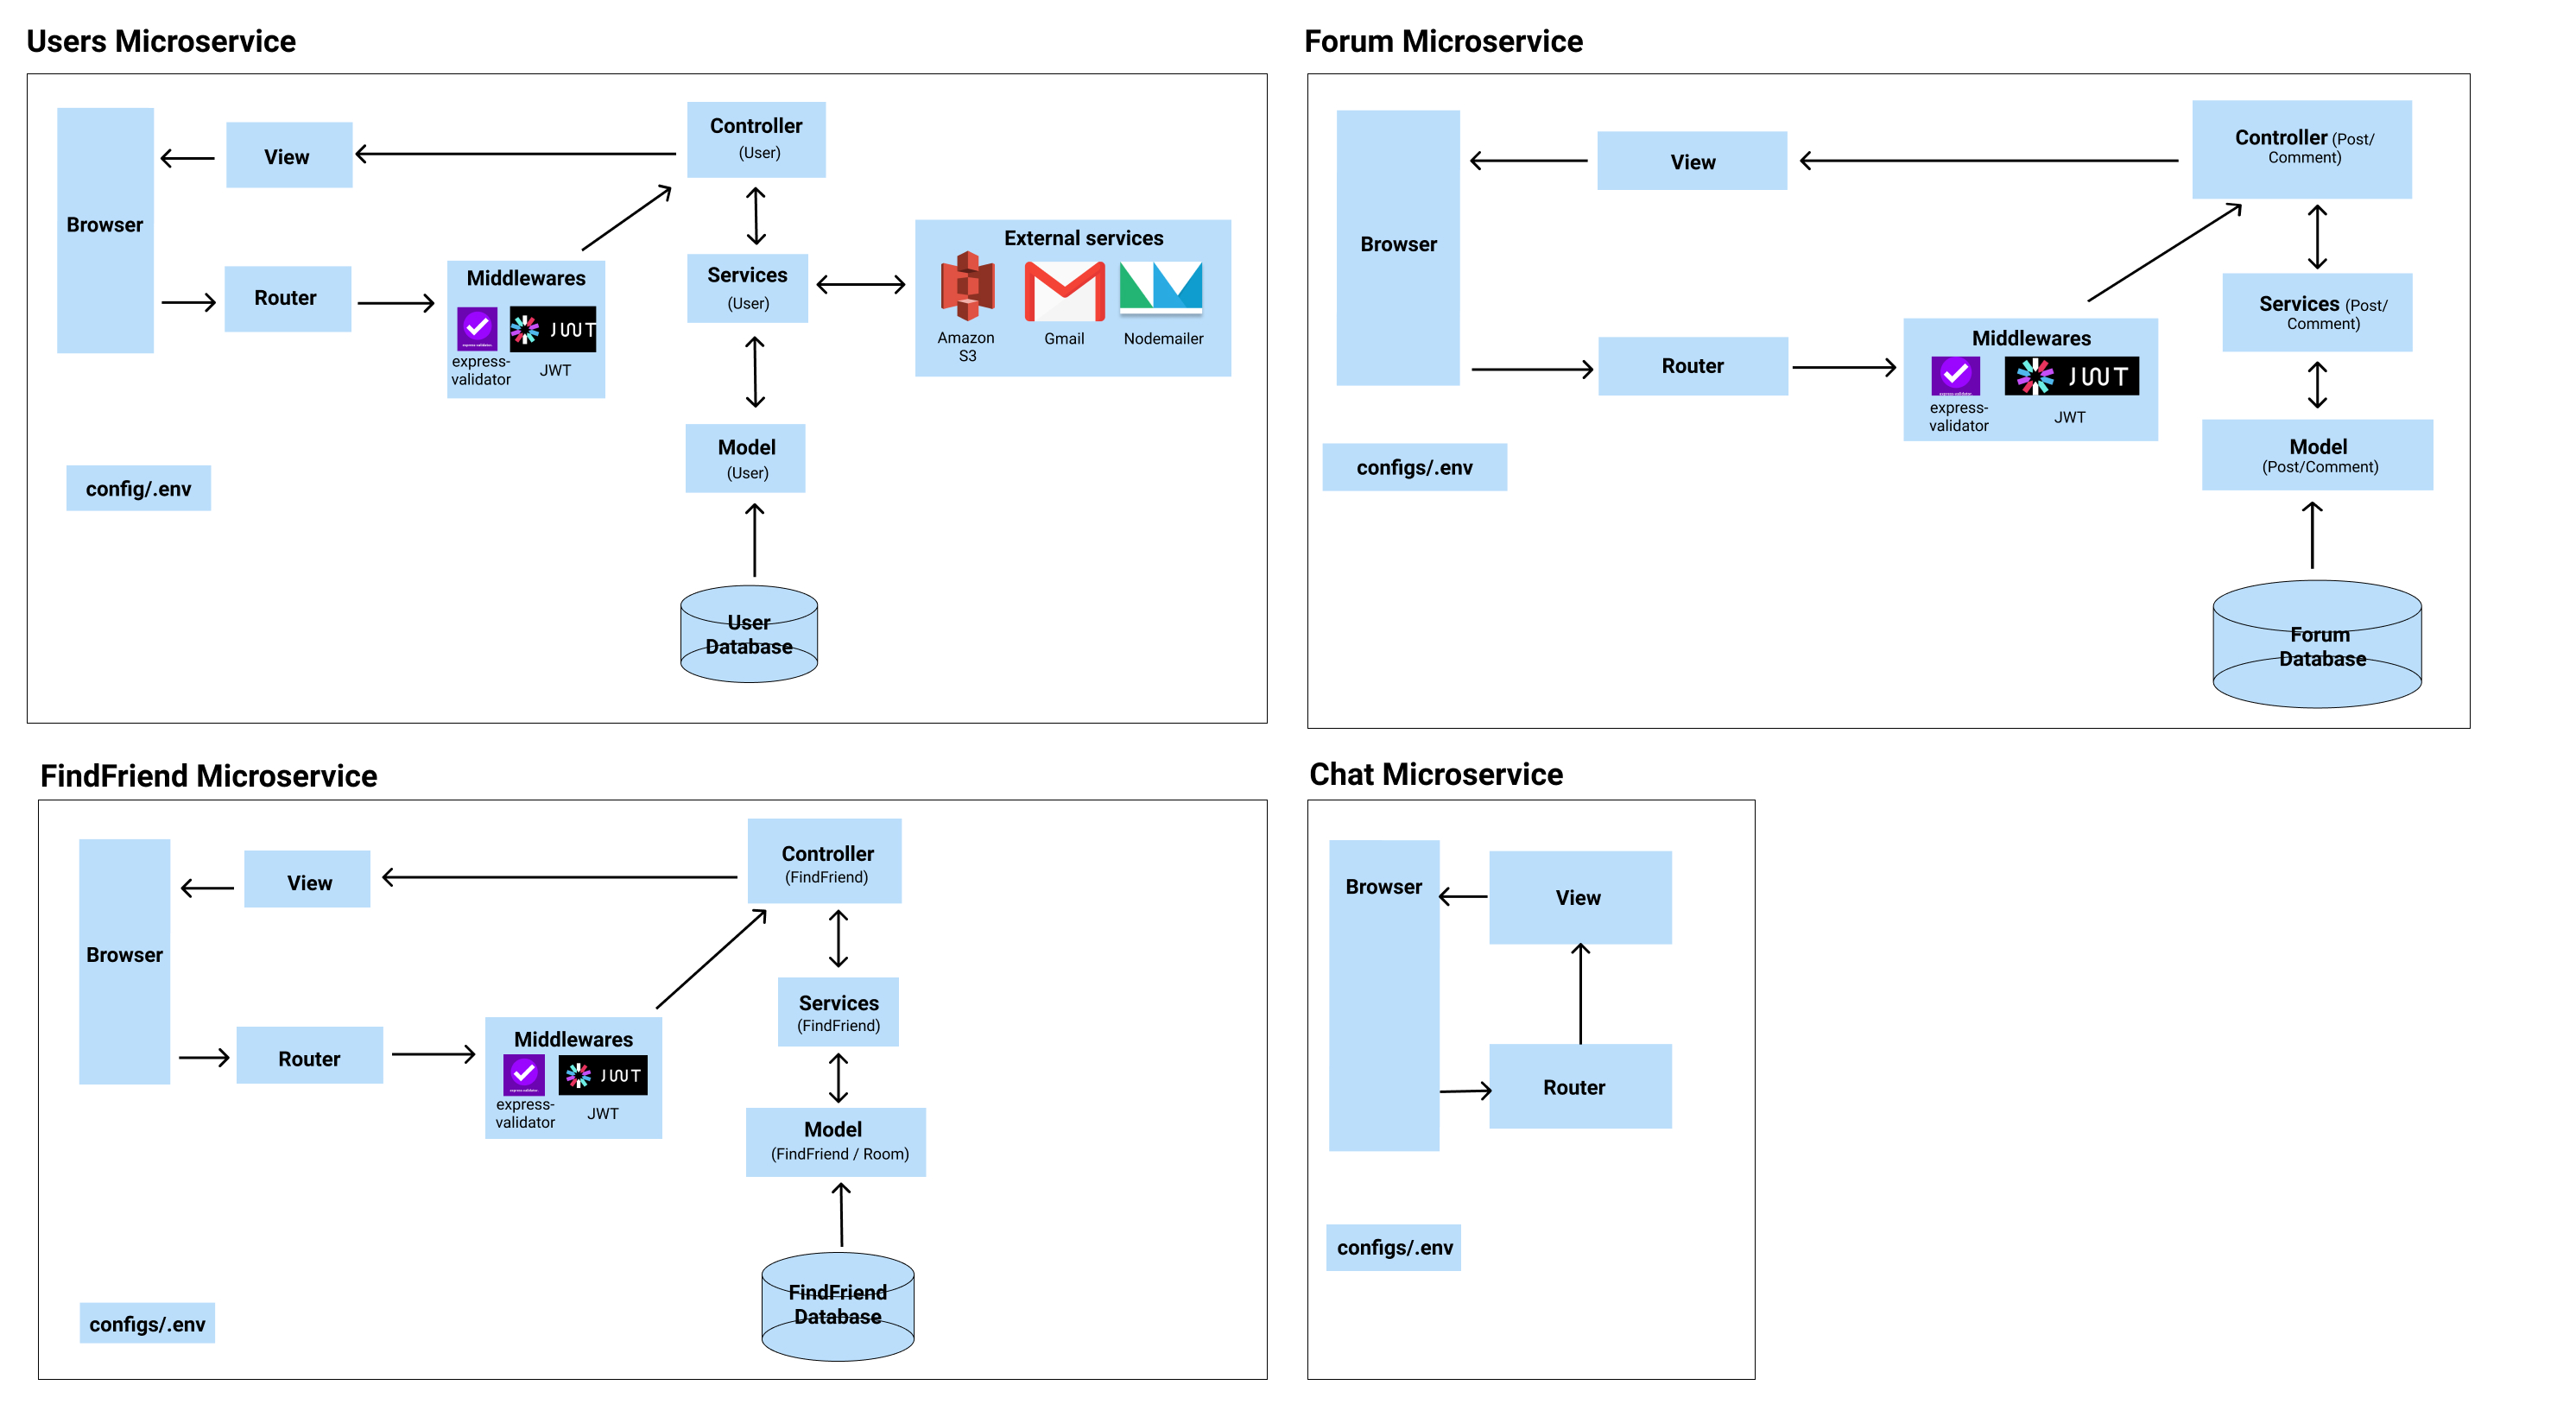 Users Microservice
Browser
View
Router
Middlewares
JWT
express-
validator
JWT
Controller
(User)
Services
(User)
Model
(User)
User
Database
External services
Amazon
S3
Gmail
Nodemailer
config/.env
Forum Microservice
Browser
View
Router
Middlewares
JWT
express-
validator
JWT
Controller (Post/
Comment)
Services (Post/
Comment)
Model
(Post/Comment)
Forum
Database
configs/.env
FindFriend Microservice
Browser
View
Router
Middlewares
JWT
express-
validator
JWT
Controller
(FindFriend)
Services
(FindFriend)
Model
(FindFriend / Room)
FindFriend
Database
configs/.env
Chat Microservice
Browser
View
Router
configs/.env